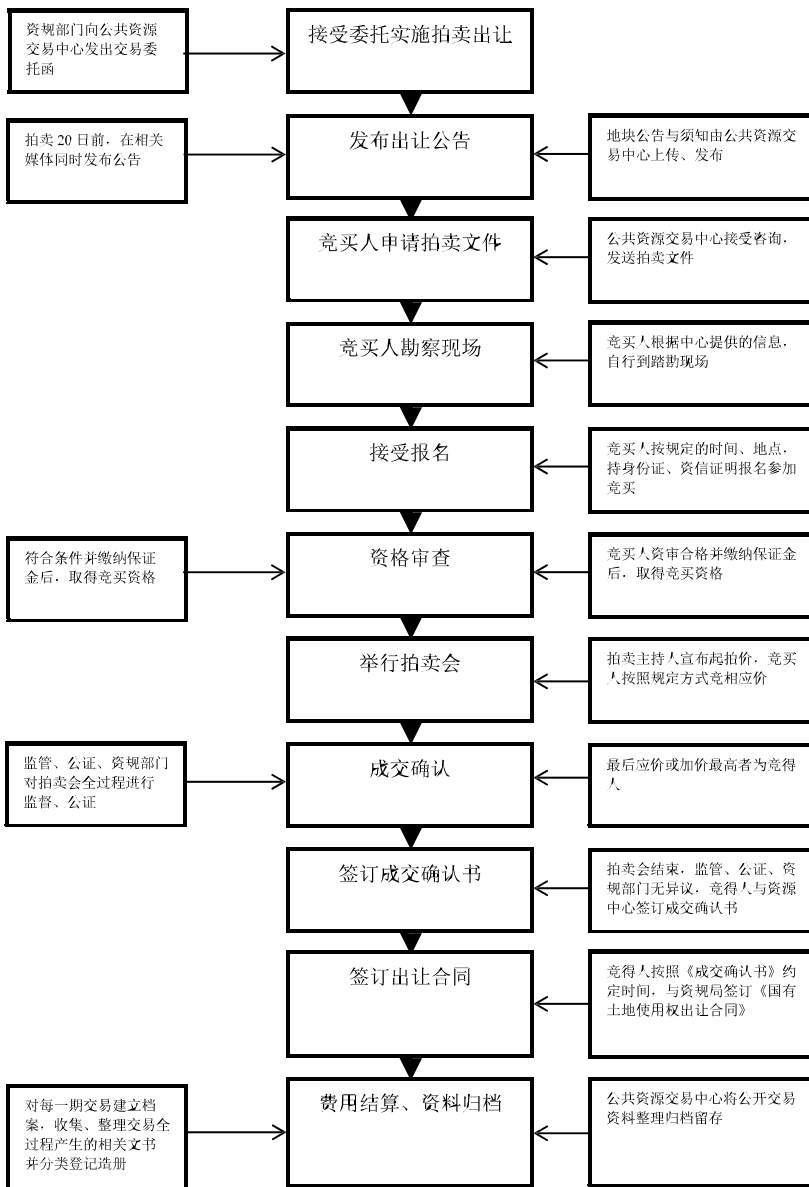 资规部门向公共资源
交易中心发出交易委
托函
接受委托实施拍卖出让
拍卖 20 日前，在相关
媒体同时发布公告
发布出让公告
地块公告与须知由公共资源交
易中心上传、发布
竞买人申请拍卖文件
公共资源交易中心接受咨询，
发送拍卖文件
竞买人勘察现场
竞买人根据中心提供的信息，
自行到踏勘现场
接受报名
竞买人按规定的时间、地点，
持身份证、资信证明报名参加
竞买
符合条件并缴纳保证
金后，取得竞买资格
资格审查
竞买人资审合格并缴纳保证金
后，取得竞买资格
举行拍卖会
拍卖主持人宣布起拍价，竞买
人按照规定方式竞相应价
监管、公证、资规部门
对拍卖会全过程进行
监督、公证
成交确认
最后应价或加价最高者为竞得
人
签订成交确认书
拍卖会结束，监管、公证、资
规部门无异议，竞得人与资源
中心签订成交确认书
签订出让合同
竞得人按照《成交确认书》约
定时间，与资规局签订《国有
土地使用权出让合同》
对每一期交易建立档
案，收集、整理交易全
过程产生的相关文书
并分类登记造册
费用结算、资料归档
公共资源交易中心将公开交易
资料整理归档留存